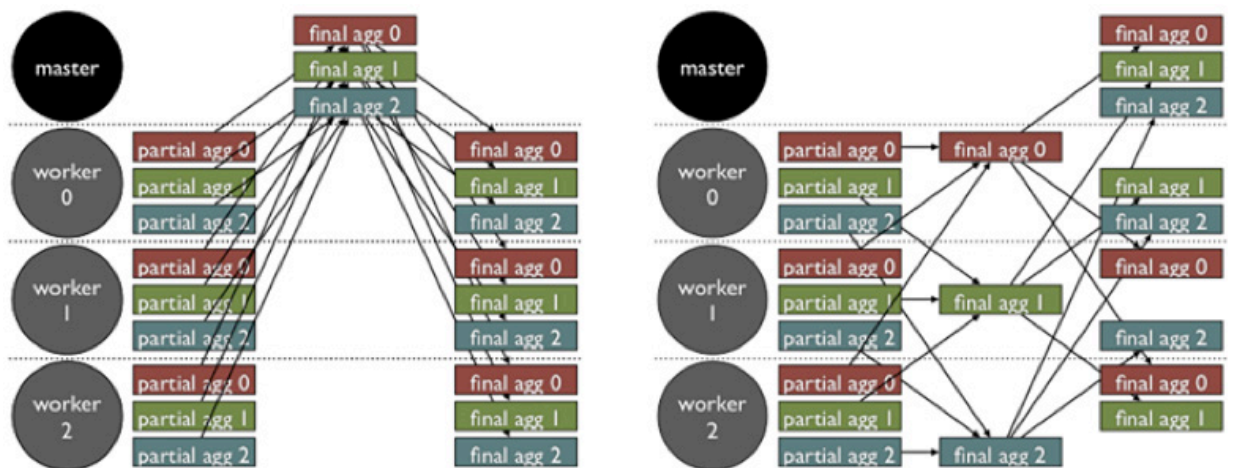 master
final agg 0
final agg 1
final agg 2
worker
0
partial agg 0
partial agg 1
partial agg 2
final agg 0
final agg 1
final agg 2
worker
1
partial agg 0
partial agg 1
partial agg 2
final agg 0
final agg 1
final agg 2
worker
2
partial agg 0
partial agg 1
partial agg 2
final agg 0
final agg 1
final agg 2
master
final agg 0
final agg 1
final agg 2
worker
0
partial agg 0
partial agg 1
partial agg 2
final agg 0
final agg 1
final agg 2
worker
1
partial agg 0
partial agg 1
partial agg 2
final agg 1
final agg 0
final agg 2
worker
2
partial agg 0
partial agg 1
partial agg 2
final agg 2
final agg 0
final agg 1